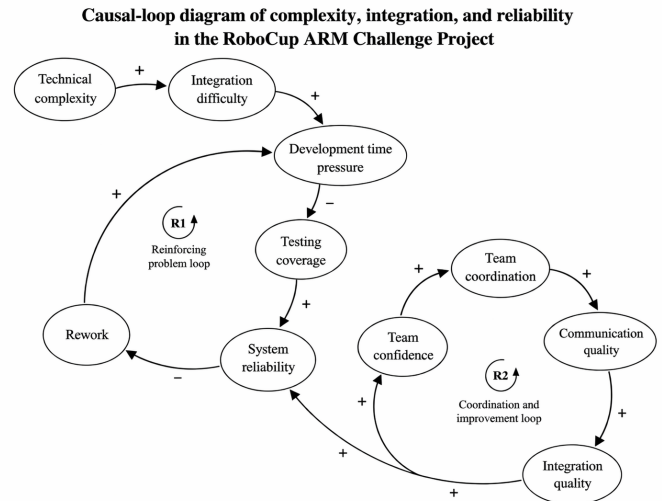 Causal-loop diagram of complexity, integration, and reliability
in the RoboCup ARM Challenge Project
Technical
complexity
+
Integration
difficulty
+
Development time
pressure
+
R1
Reinforcing
problem loop
–
Testing
coverage
+
Rework
–
System
reliability
Team
coordination
+
+
Team
confidence
Communication
quality
R2
Coordination and
improvement loop
+
+
+
+
Integration
quality